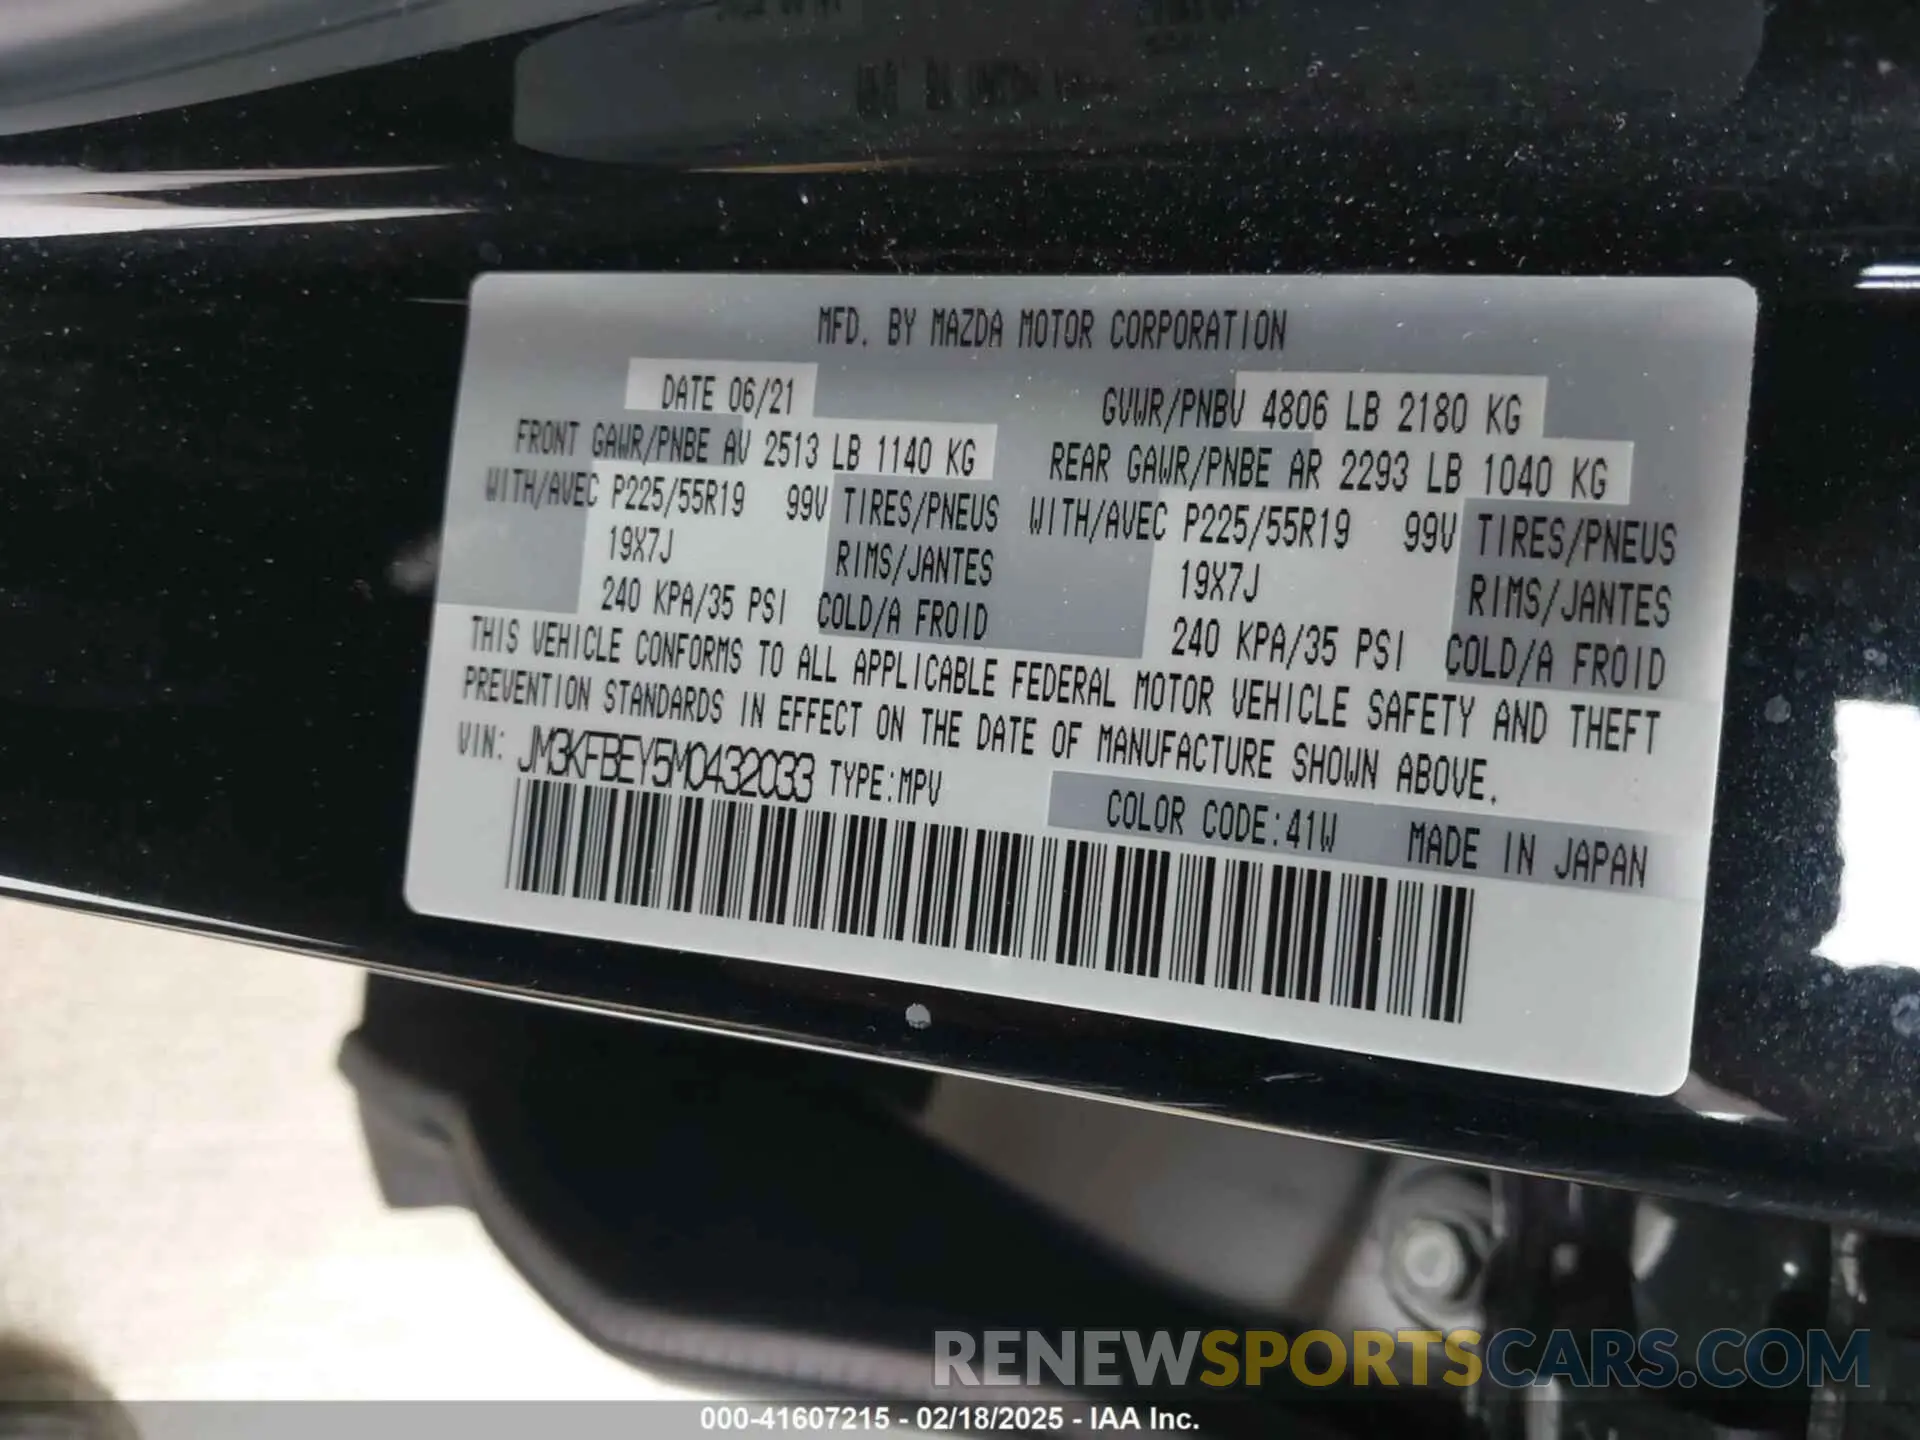 MFD. BY MAZDA MOTOR CORPORATION
DATE 06/21 GVWR/PNBV 4806 LB 2180 KG
FRONT GAWR/PNBE AV 2513 LB 1140 KG REAR GAWR/PNBE AR 2293 LB 1040 KG
WITH/AVEC P225/55R19 99V TIRES/PNEUS WITH/AVEC P225/55R19 99V TIRES/PNEUS
19X7J RIMS/JANTES 19X7J RIMS/JANTES
240 KPA/35 PSI COLD/A FROID 240 KPA/35 PSI COLD/A FROID
THIS VEHICLE CONFORMS TO ALL APPLICABLE FEDERAL MOTOR VEHICLE SAFETY AND THEFT
PREVENTION STANDARDS IN EFFECT ON THE DATE OF MANUFACTURE SHOWN ABOVE.
VIN: JM3KFBEY5M0432033 TYPE:MPV
COLOR CODE:41W MADE IN JAPAN
RENEWSPORTSCARS.COM
000-41607215 - 02/18/2025 - IAA Inc.